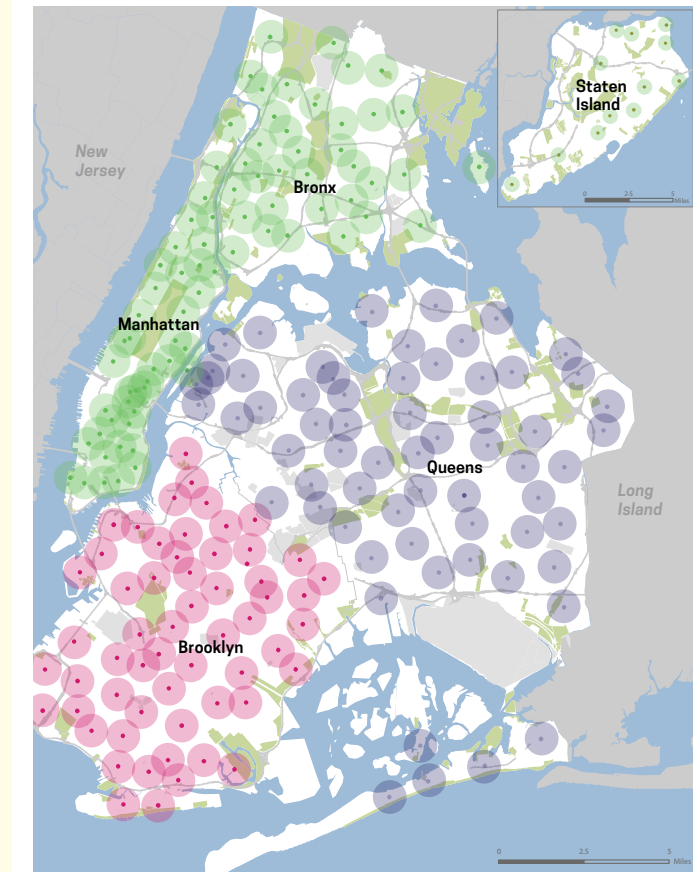 Staten
Island
0 2.5 5
Miles
New
Jersey
Bronx
Manhattan
Queens
Long
Island
Brooklyn
0 2.5 5
Miles